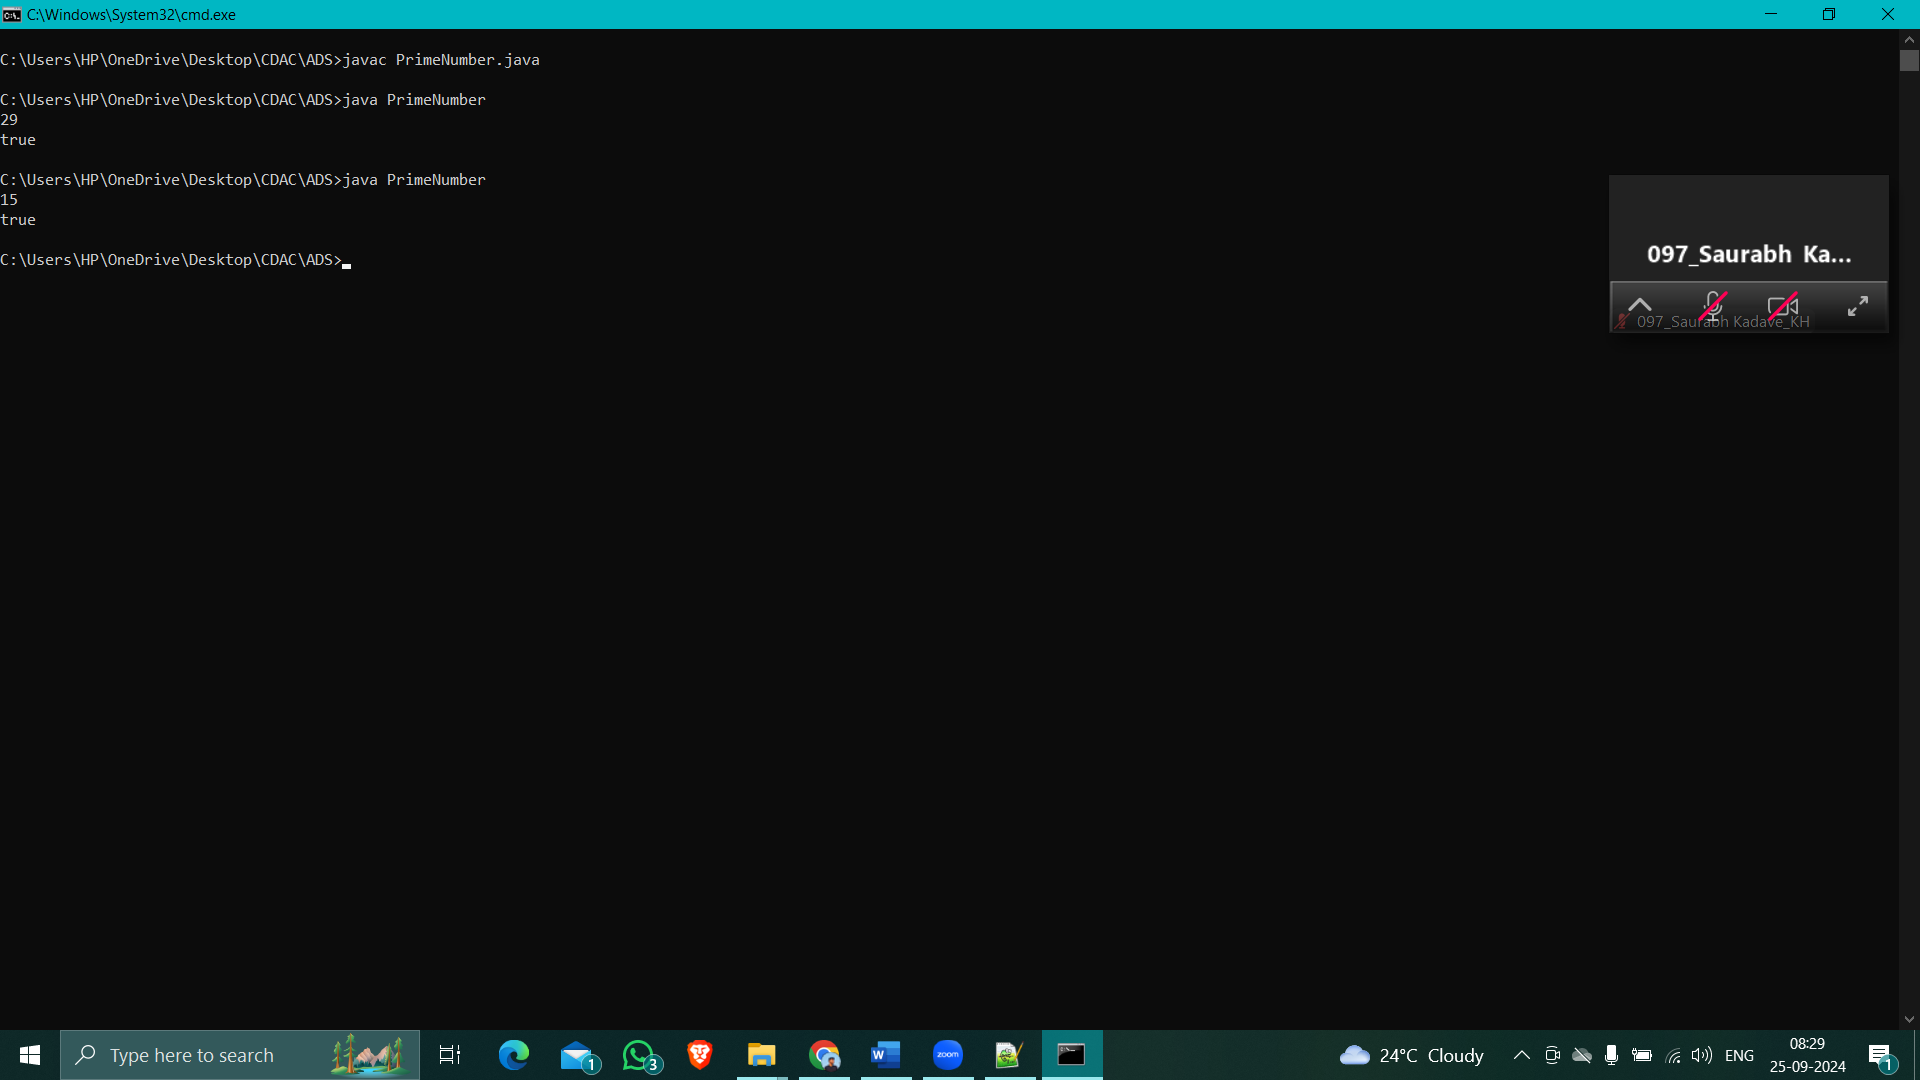 C:\Windows\System32\cmd.exe
C:\Users\HP\OneDrive\Desktop\CDAC\ADS>javac PrimeNumber.java
C:\Users\HP\OneDrive\Desktop\CDAC\ADS>java PrimeNumber
29
true
C:\Users\HP\OneDrive\Desktop\CDAC\ADS>java PrimeNumber
15
true
C:\Users\HP\OneDrive\Desktop\CDAC\ADS>
097_Saurabh Ka...
097_Saurabh Kadave_KH
Type here to search
1
3
W
zoom
24°C Cloudy
ENG
08:29
25-09-2024
1